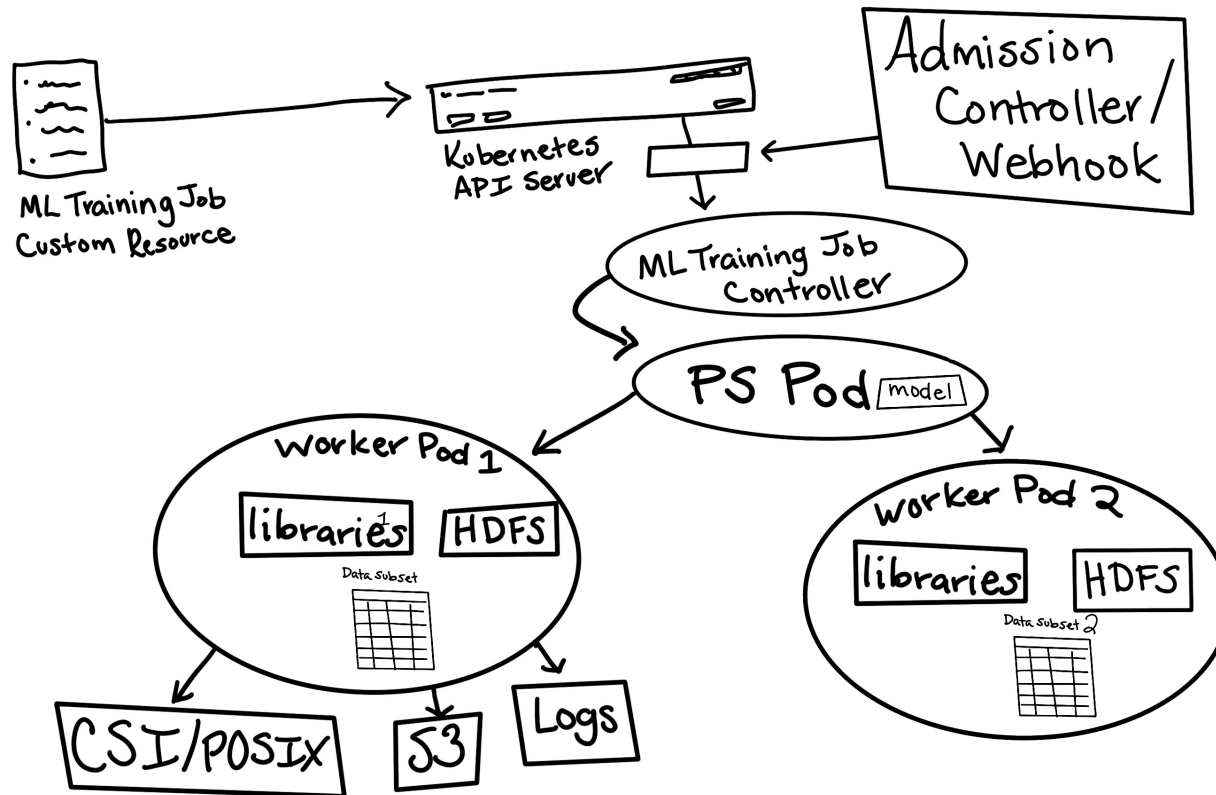 Admission
Controller/
Webhook
Kubernetes
API Server
ML Training Job
Custom Resource
ML Training Job
Controller
PS Pod
model
Worker Pod 1
libraries
1
HDFS
Data subset
Worker Pod 2
libraries
HDFS
Data subset 2
CSI/POSIX
S3
Logs